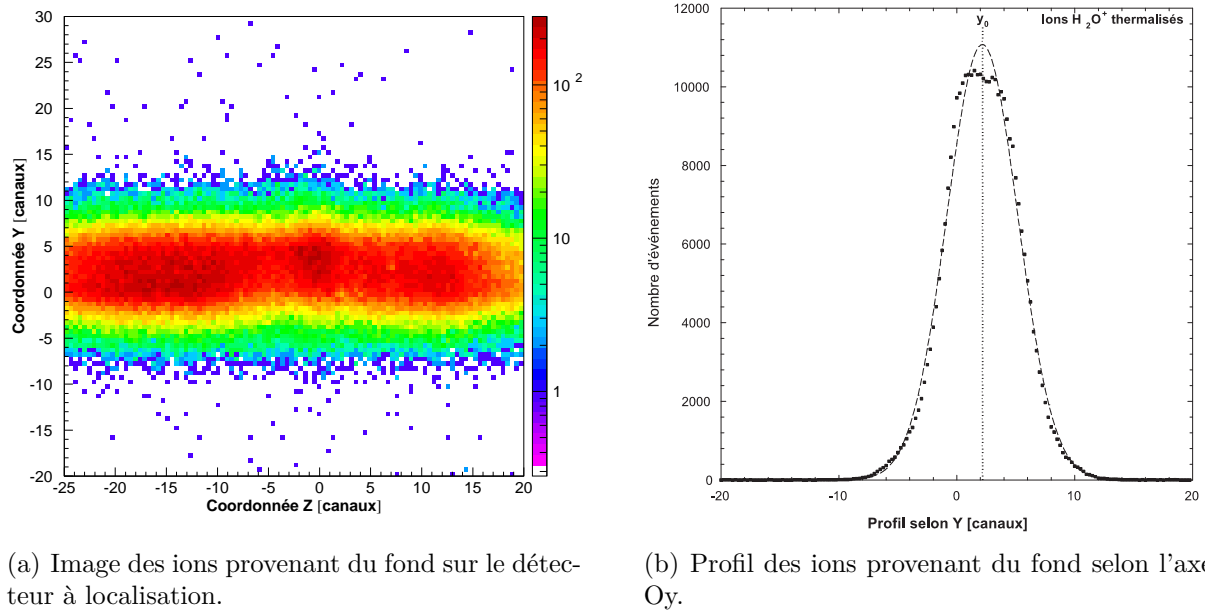 30
25
20
15
10
5
0
-5
-10
-15
-20
-25 -20 -15 -10 -5 0 5 10 15 20
Coordonnée Y [canaux]
Coordonnée Z [canaux]
10 2
10
1
12000
10000
8000
6000
4000
2000
0
-20 -10 0 10 20
Nombre d'événements
y0
Ions H 2O+ thermalisés
Profil selon Y [canaux]
(a) Image des ions provenant du fond sur le détec-
teur à localisation.
(b) Profil des ions provenant du fond selon l'axe
Oy.